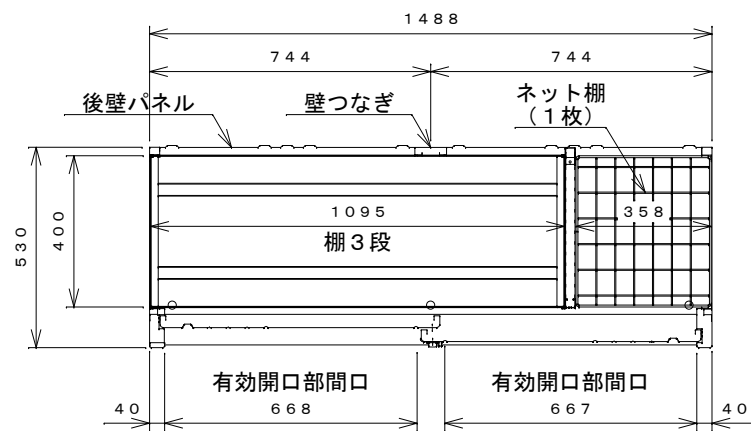 1488
744 744
後壁パネル 壁つなぎ ネット棚
(1枚)
530
400
1095 358
棚3段
有効開口部間口 有効開口部間口
40 668 667 40